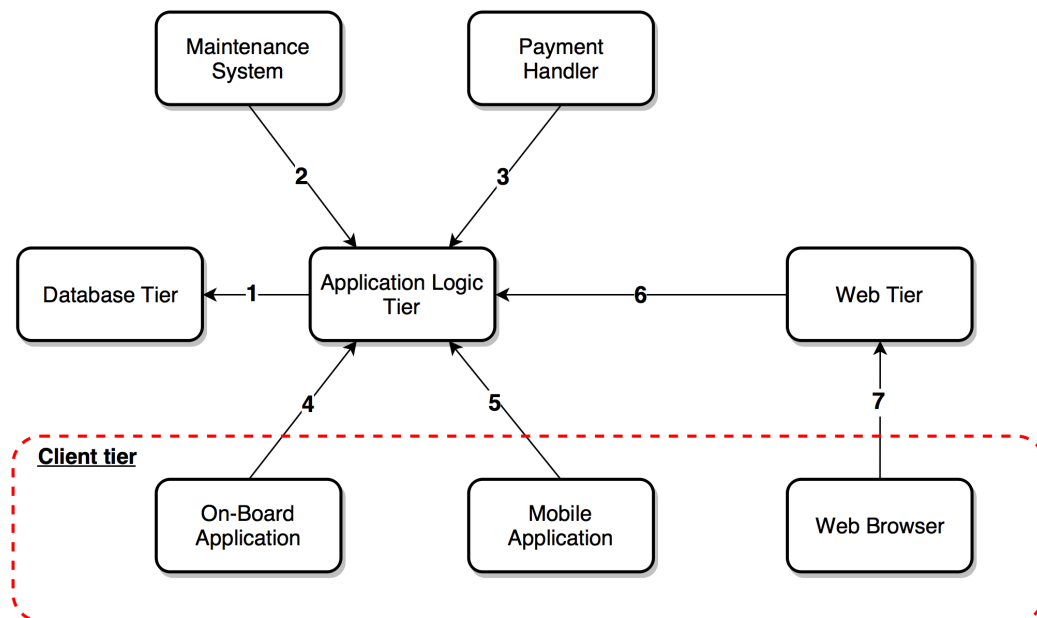 Maintenance
System
Payment
Handler
2
3
Database Tier
1
Application Logic
Tier
6
Web Tier
4
5
7
Client tier
On-Board
Application
Mobile
Application
Web Browser